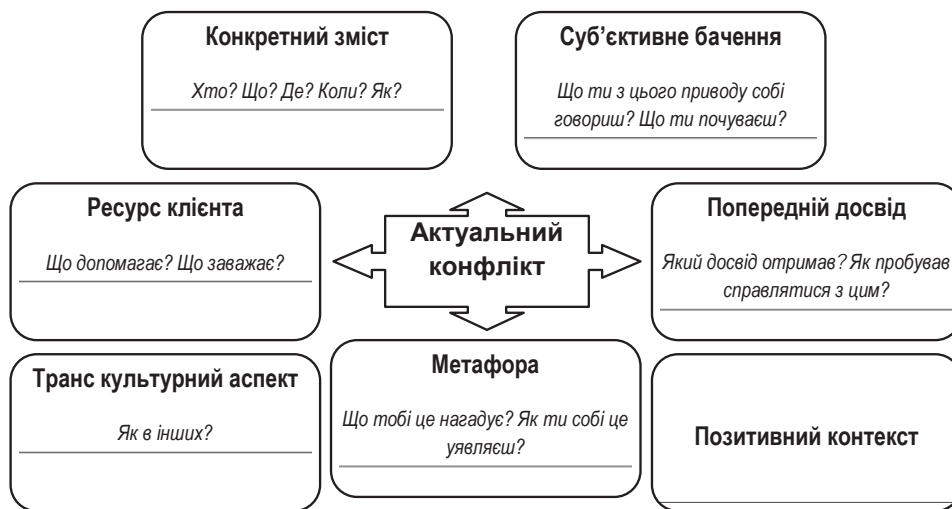 Конкретний зміст
Хто? Що? Де? Коли? Як?
Суб’єктивне бачення
Що ти з цього приводу собі
говориш? Що ти почуваєш?
Ресурс клієнта
Що допомагає? Що заважає?
Актуальний
конфлікт
Попередній досвід
Який досвід отримав? Як пробував
справлятися з цим?
Транс культурний аспект
Як в інших?
Метафора
Що тобі це нагадує? Як ти собі це
уявляєш?
Позитивний контекст